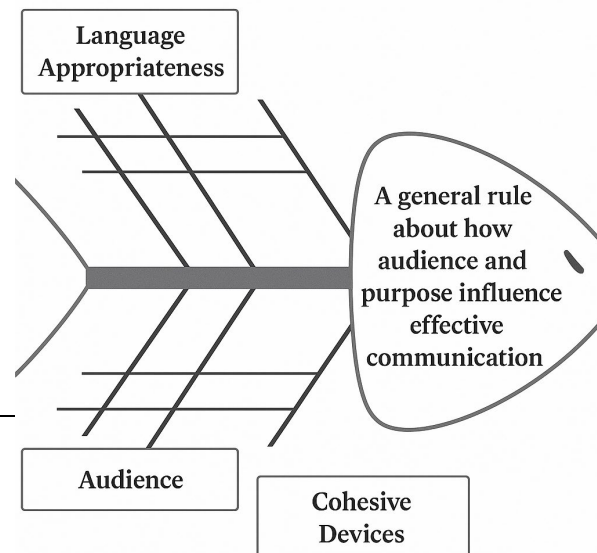 Language
Appropriateness
A general rule
about how
audience and
purpose influence
effective
communication
Audience
Cohesive
Devices